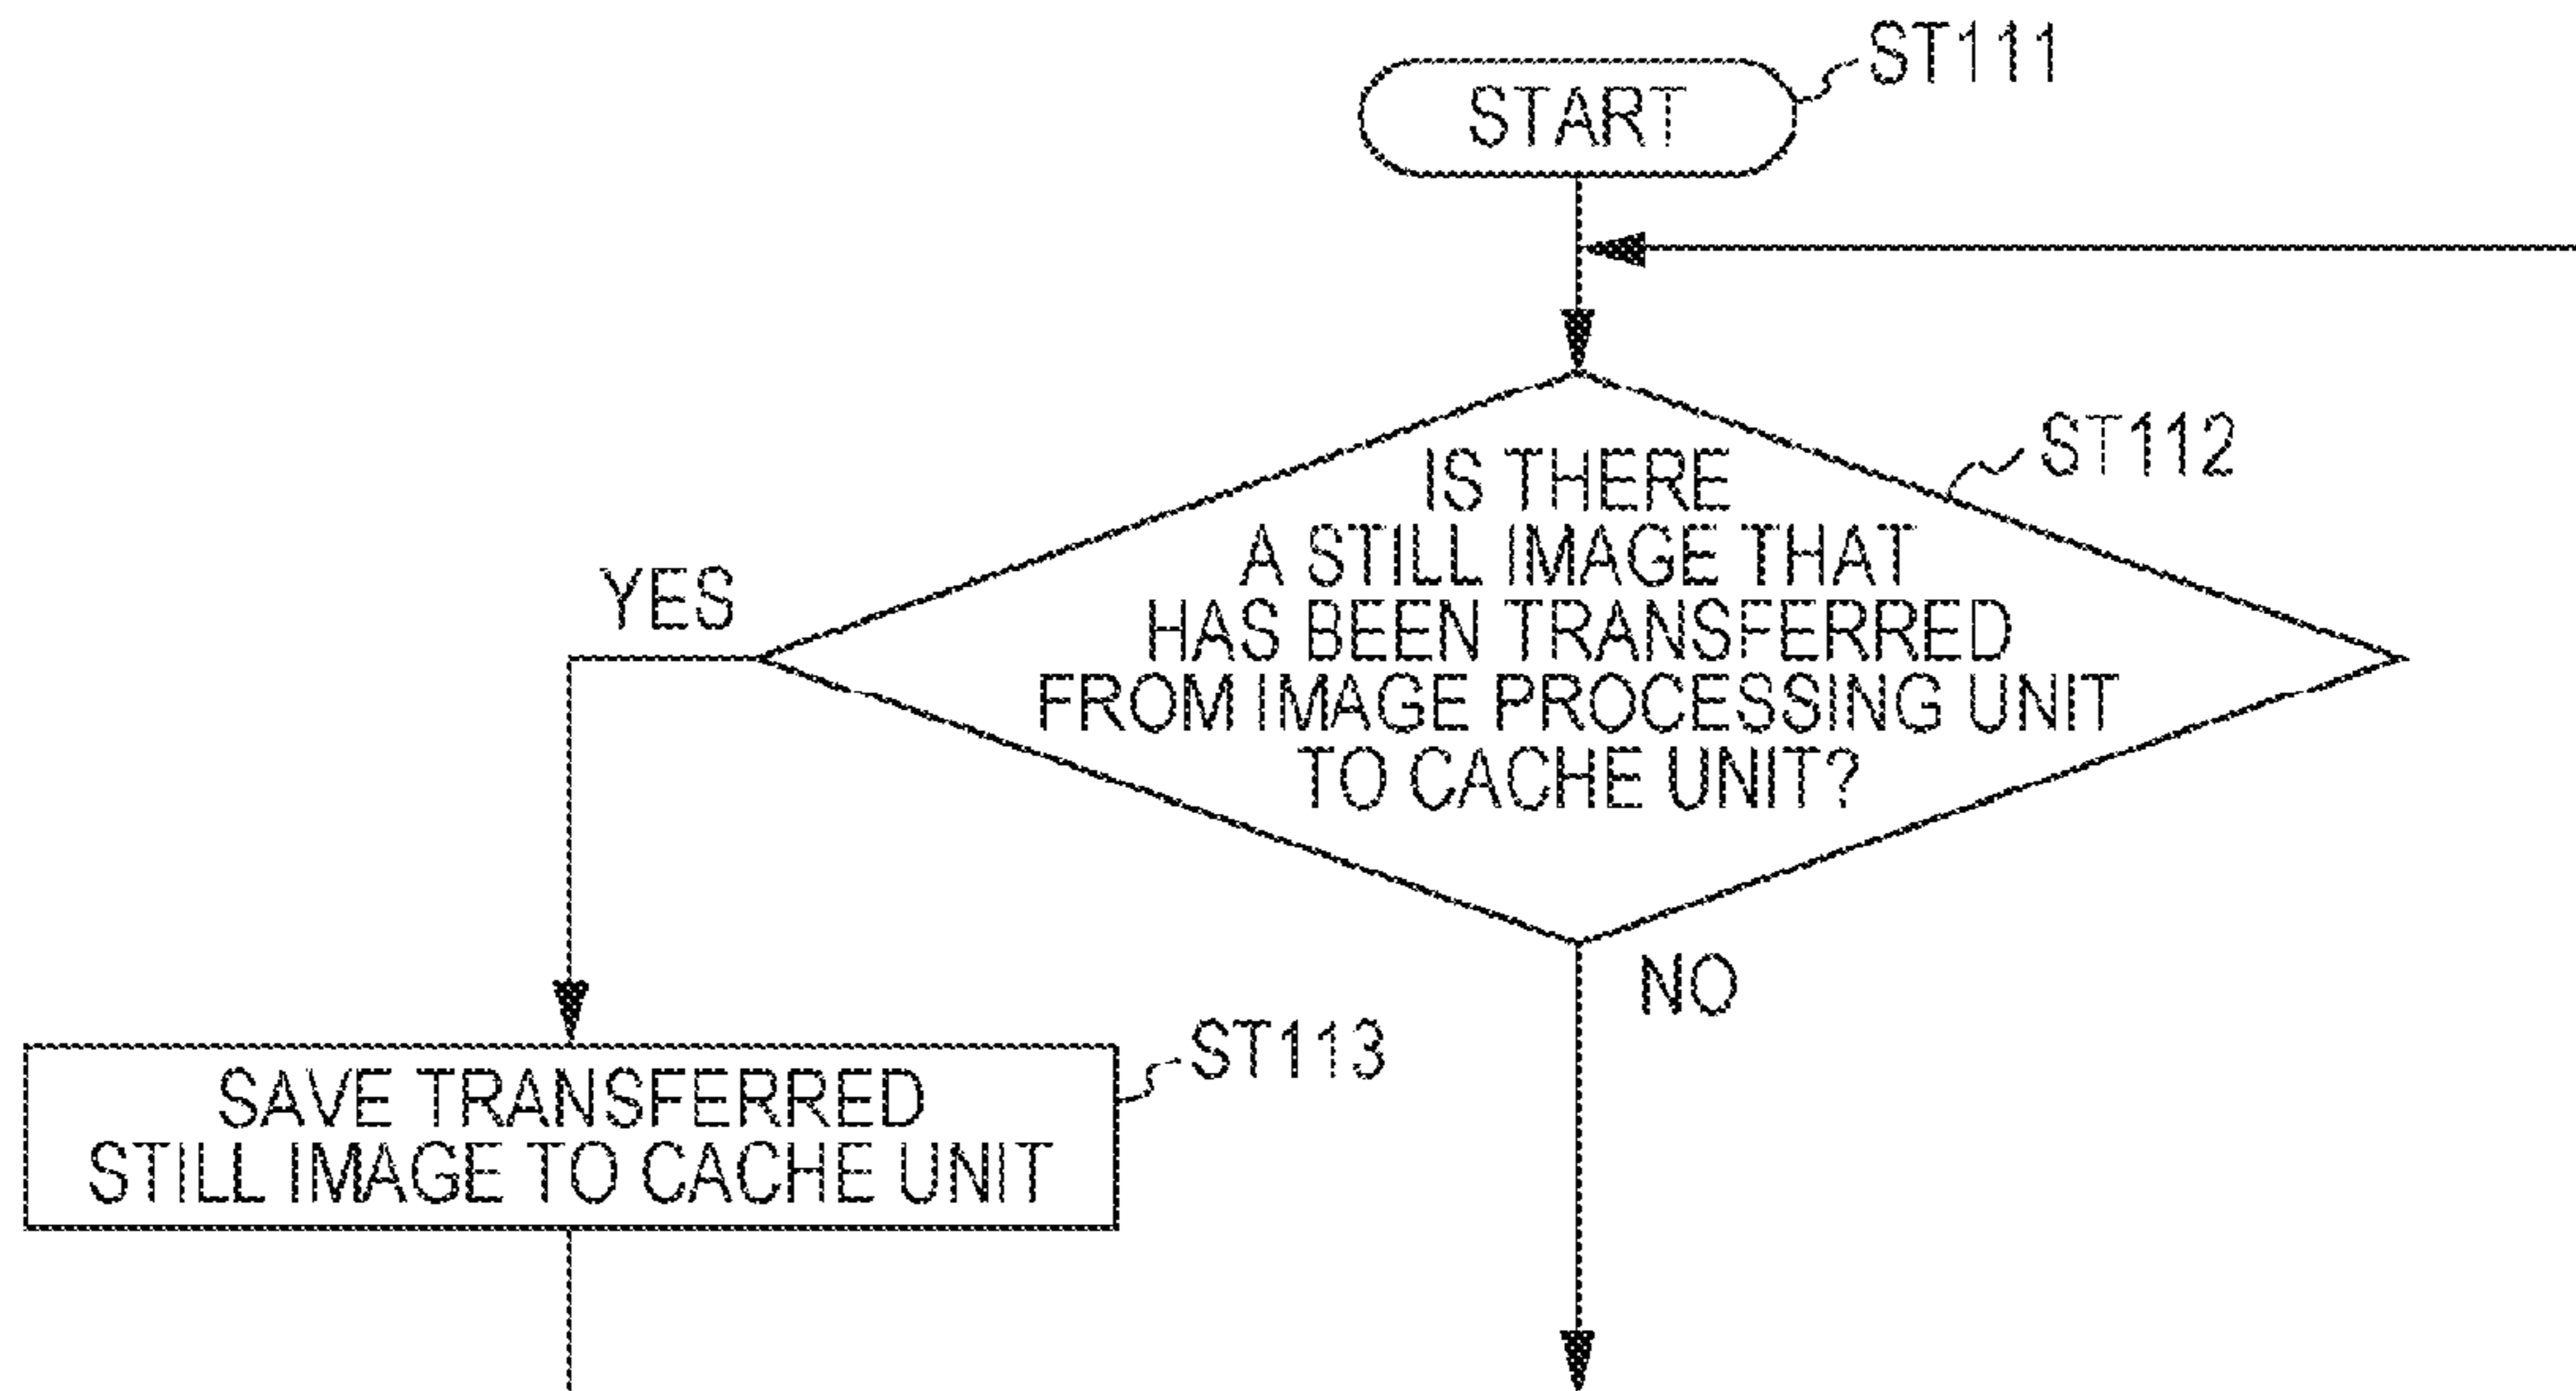 ST111
START
ST112
IS THERE
A STILL IMAGE THAT
HAS BEEN TRANSFERRED
FROM IMAGE PROCESSING UNIT
TO CACHE UNIT?
YES
NO
ST113
SAVE TRANSFERRED
STILL IMAGE TO CACHE UNIT